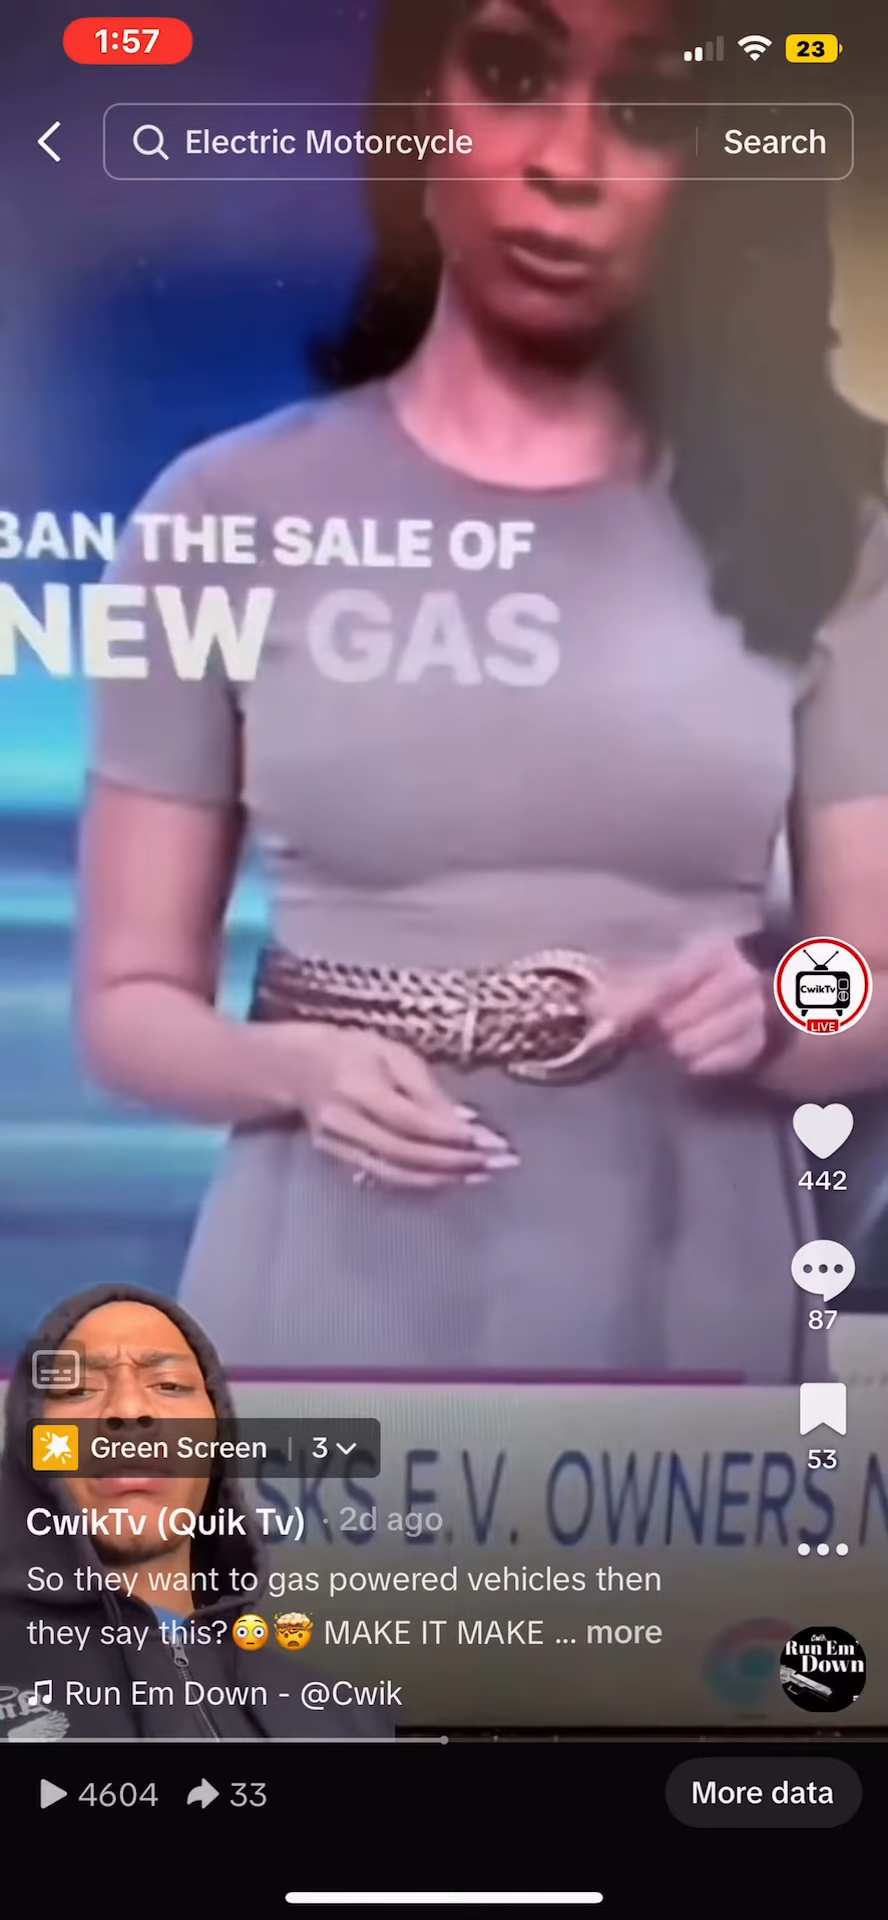 1:57
23
Electric Motorcycle
Search
BAN THE SALE OF
NEW GAS
CwikTv
LIVE
442
87
53
Green Screen | 3
SKS E.V. OWNERS
CwikTv (Quik Tv) · 2d ago
So they want to gas powered vehicles then
they say this?😳🤯 MAKE IT MAKE ... more
Run Em Down - @Cwik
Cwik
Run Em
Down
4604
33
More data